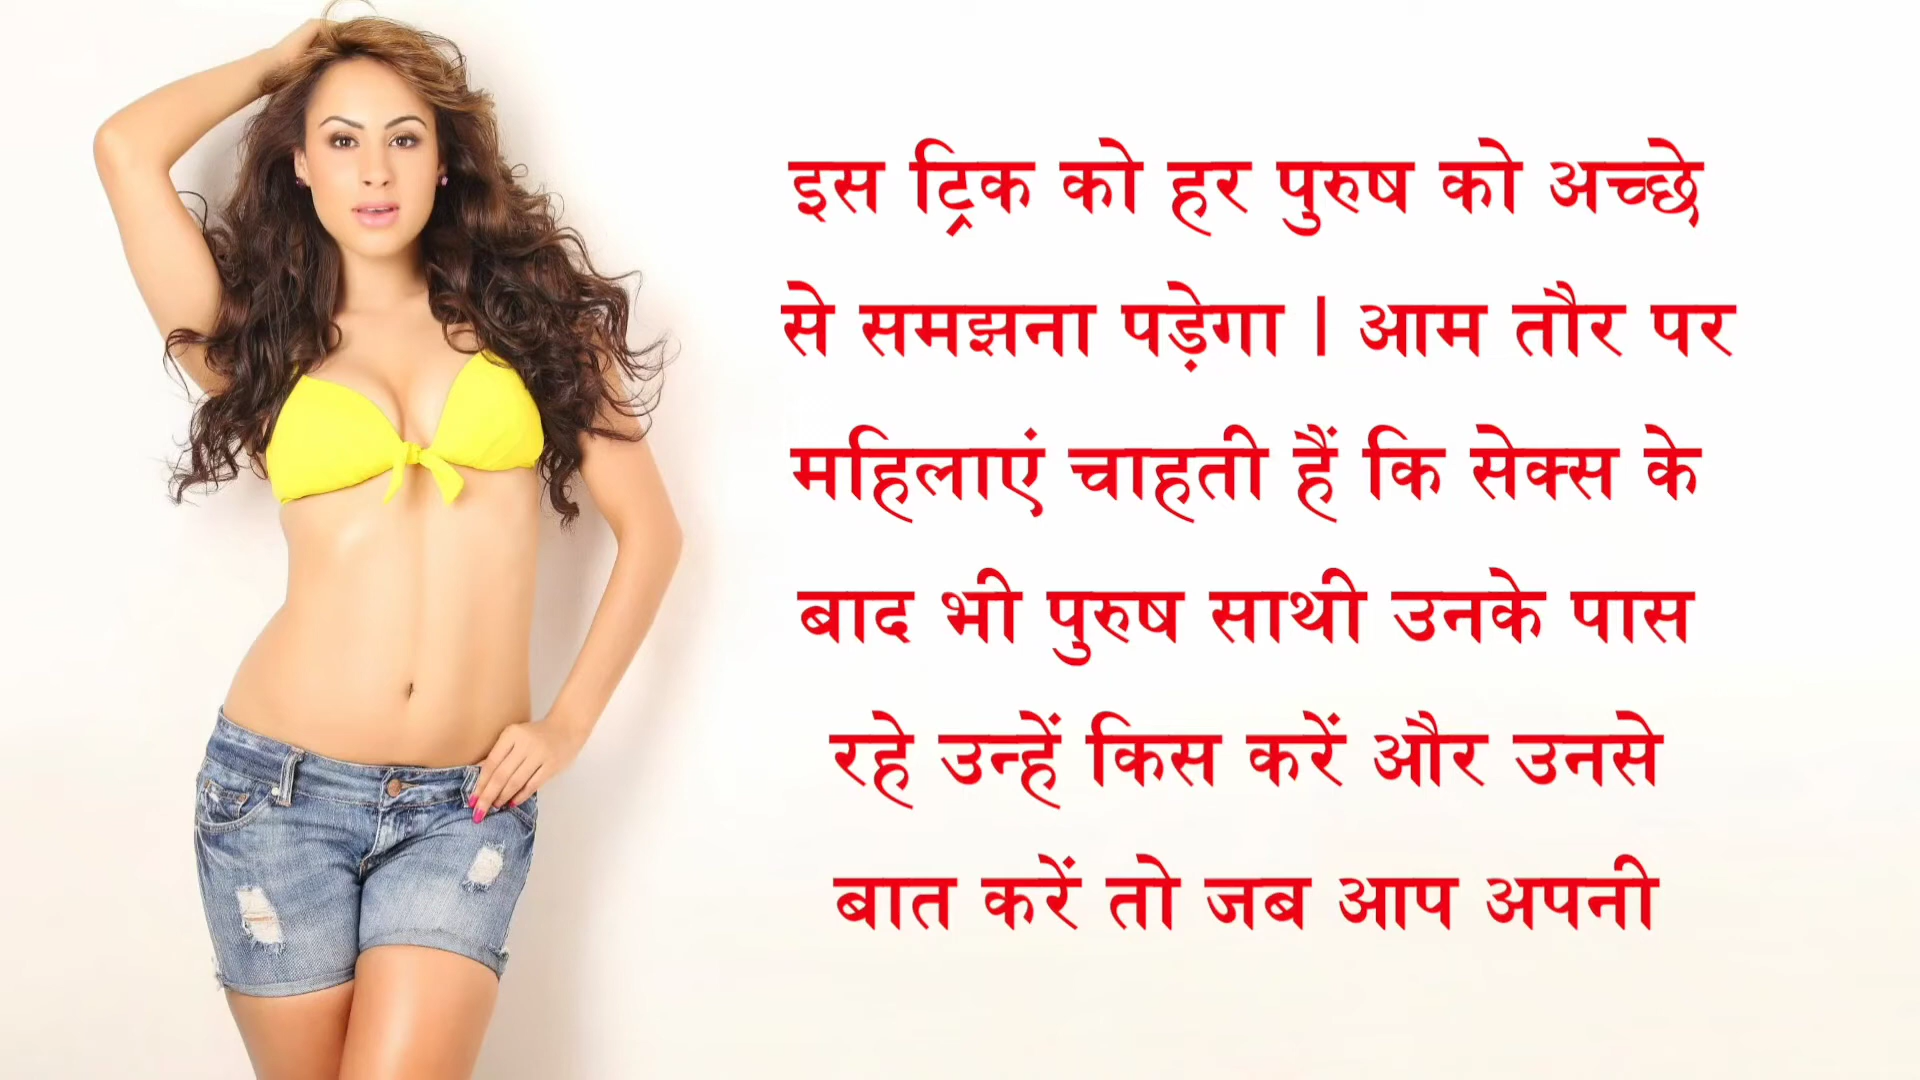 इस ट्रिक को हर पुरुष को अच्छे
से समझना पड़ेगा | आम तौर पर
महिलाएं चाहती हैं कि सेक्स के
बाद भी पुरुष साथी उनके पास
रहे उन्हें किस करें और उनसे
बात करें तो जब आप अपनी